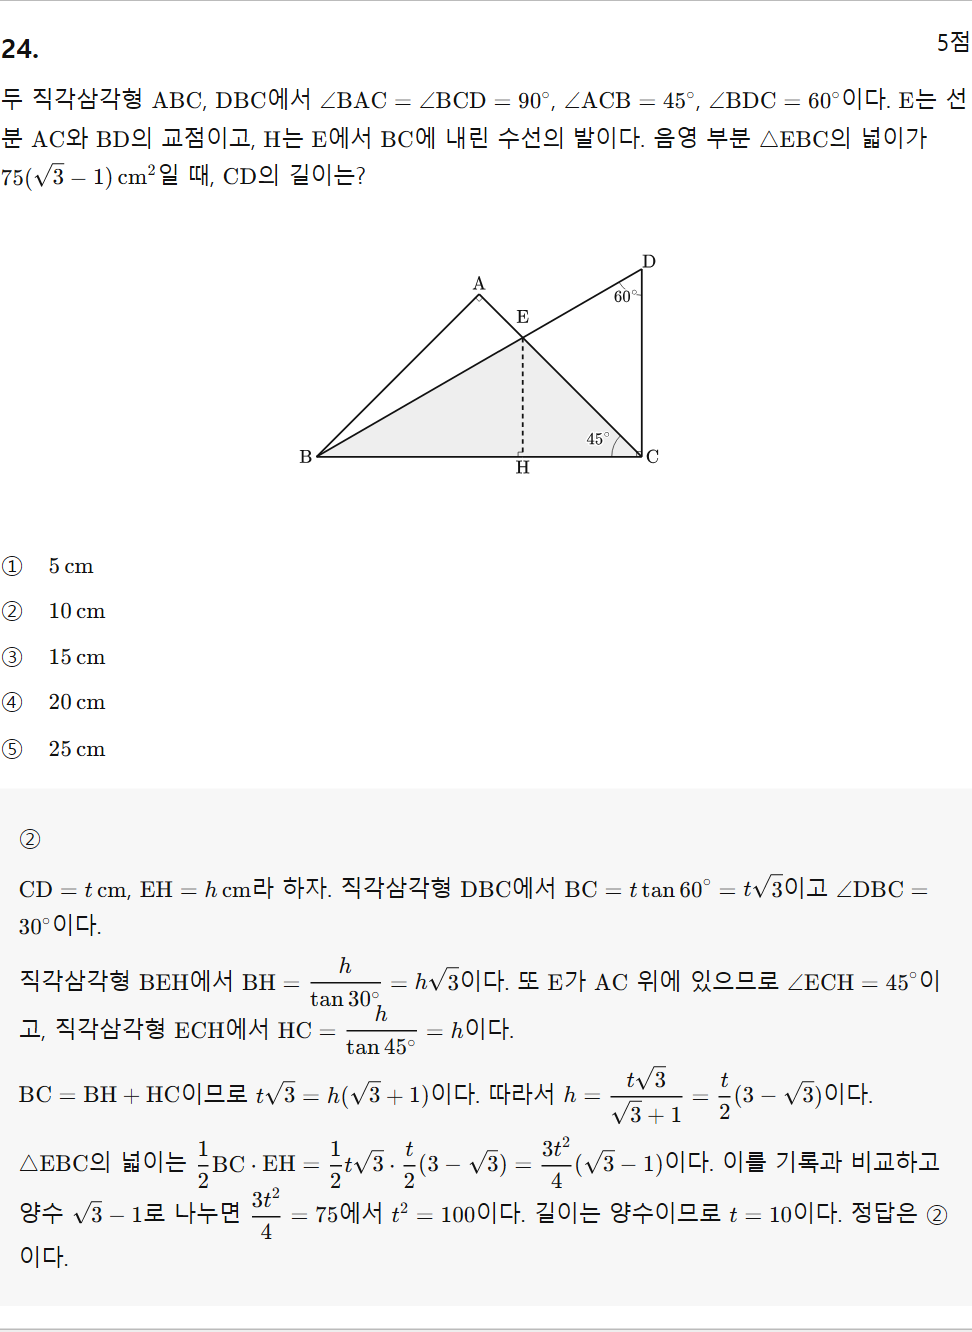 24.
5점
두 직각삼각형 ABC, DBC에서 ∠BAC = ∠BCD = 90°, ∠ACB = 45°, ∠BDC = 60°이다. E는 선
분 AC와 BD의 교점이고, H는 E에서 BC에 내린 수선의 발이다. 음영 부분 △EBC의 넓이가
75(√3 − 1) cm²일 때, CD의 길이는?
D
A
60°
E
45°
B
C
H
① 5 cm
② 10 cm
③ 15 cm
④ 20 cm
⑤ 25 cm
②
CD = t cm, EH = h cm라 하자. 직각삼각형 DBC에서 BC = t tan 60° = t√3이고 ∠DBC =
30°이다.
직각삼각형 BEH에서 BH = h/tan 30° = h√3이다. 또 E가 AC 위에 있으므로 ∠ECH = 45°이
고, 직각삼각형 ECH에서 HC = h/tan 45° = h이다.
BC = BH + HC이므로 t√3 = h(√3 + 1)이다. 따라서 h = t√3/(√3 + 1) = t/2(3 − √3)이다.
△EBC의 넓이는 1/2 BC · EH = 1/2 t√3 · t/2(3 − √3) = 3t²/4(√3 − 1)이다. 이를 기록과 비교하고
양수 √3 − 1로 나누면 3t²/4 = 75에서 t² = 100이다. 길이는 양수이므로 t = 10이다. 정답은 ②
이다.